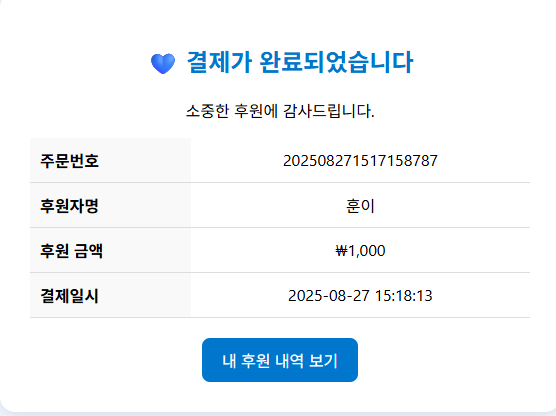 💙 결제가 완료되었습니다
소중한 후원에 감사드립니다.
주문번호 202508271517158787
후원자명 훈이
후원 금액 ₩1,000
결제일시 2025-08-27 15:18:13
내 후원 내역 보기